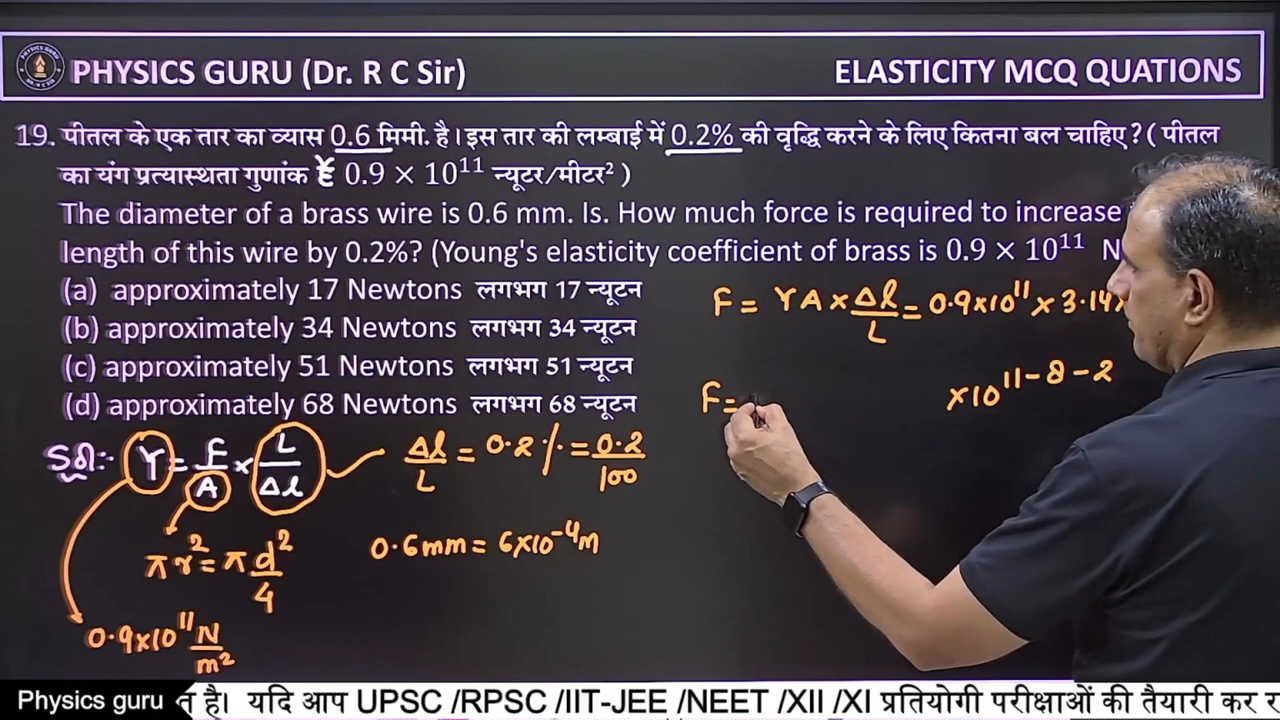 PHYSICS GURU (Dr. R C Sir)
ELASTICITY MCQ QUATIONS
19. पीतल के एक तार का व्यास 0.6 मिमी. है। इस तार की लम्बाई में 0.2% की वृद्धि करने के लिए कितना बल चाहिए ? ( पीतल
का यंग प्रत्यास्थता गुणांक Y 0.9 × 10¹¹ न्यूटर/मीटर² )
The diameter of a brass wire is 0.6 mm. Is. How much force is required to increase
length of this wire by 0.2%? (Young's elasticity coefficient of brass is 0.9 × 10¹¹ N
(a) approximately 17 Newtons लगभग 17 न्यूटन
(b) approximately 34 Newtons लगभग 34 न्यूटन
(c) approximately 51 Newtons लगभग 51 न्यूटन
(d) approximately 68 Newtons लगभग 68 न्यूटन
F = YA × Δl/L = 0.9×10¹¹ × 3.14×
×10¹¹⁻⁸⁻²
F=
Y = F/A × L/Δl
Δl/L = 0.2 % = 0.2/100
πr² = π d²/4
0.6mm = 6×10⁻⁴m
0.9×10¹¹ N/m²
Physics guru
त है। यदि आप UPSC /RPSC /IIT-JEE /NEET /XII /XI प्रतियोगी परीक्षाओं की तैयारी कर र